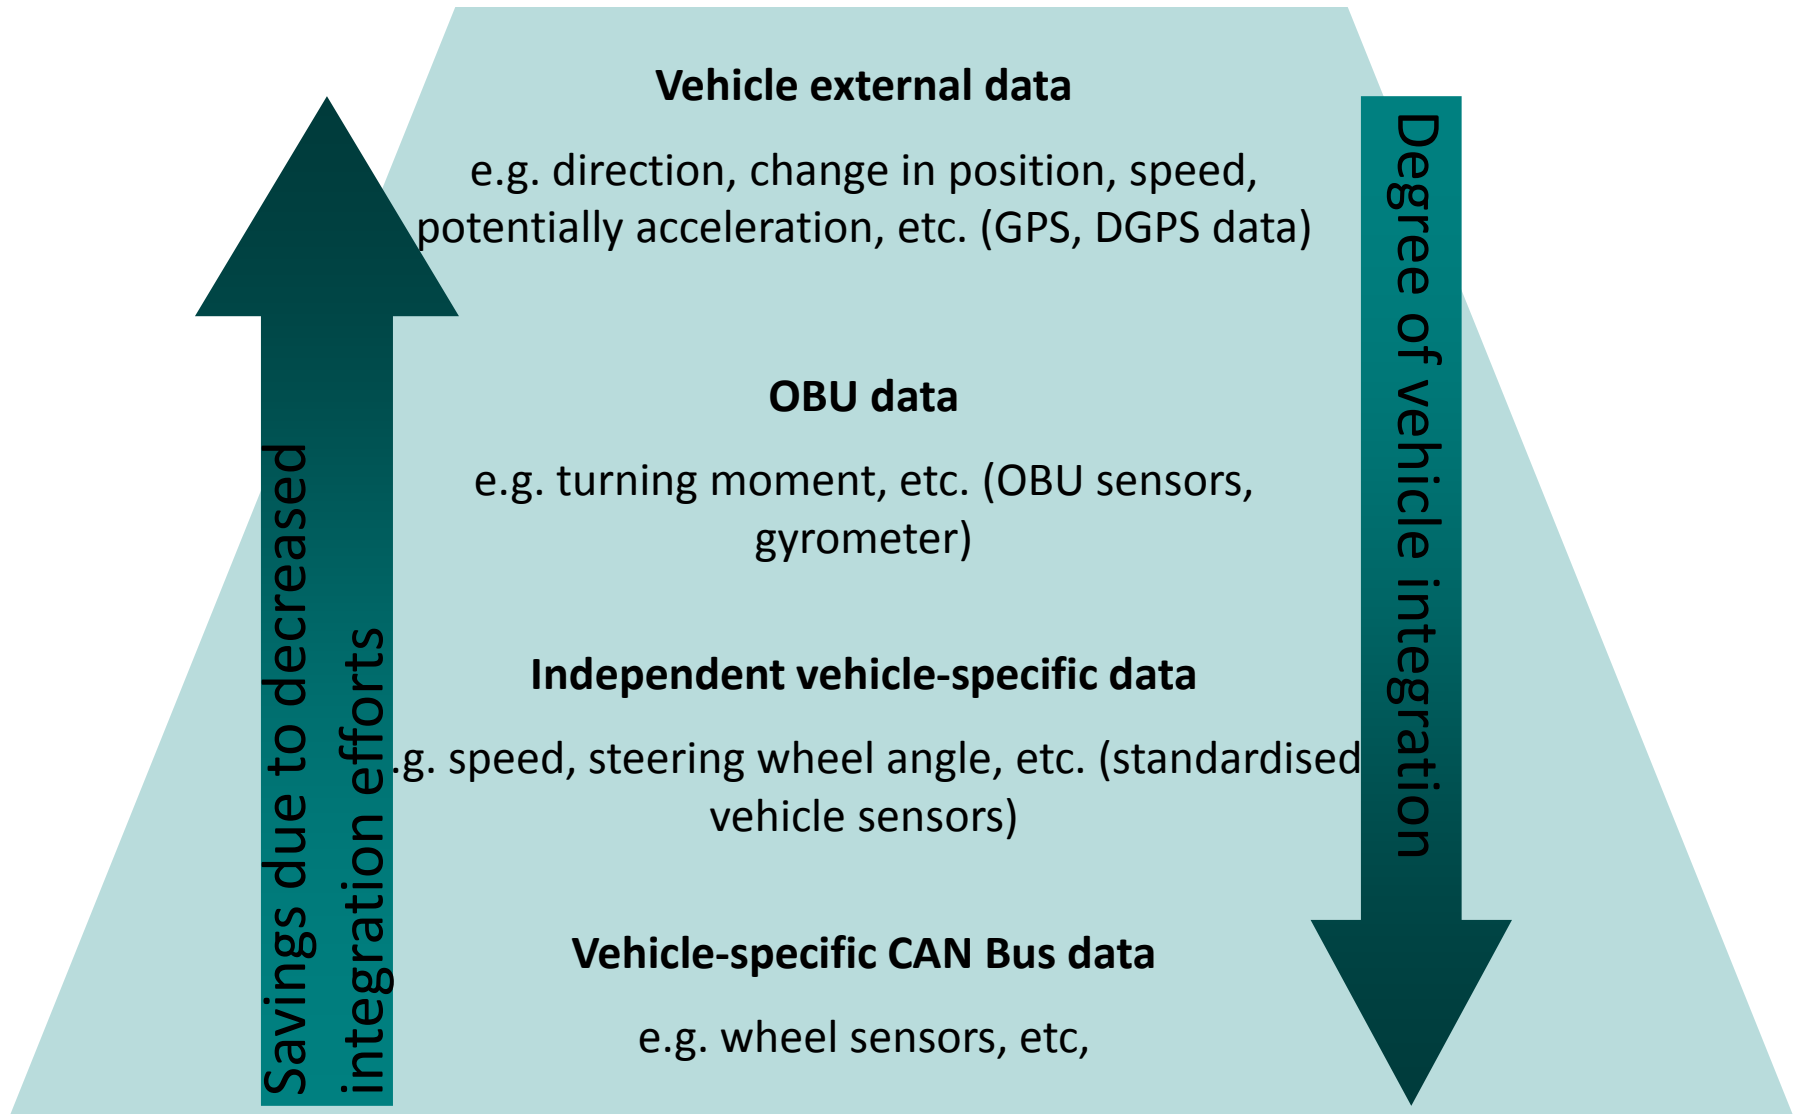 Vehicle external data
e.g. direction, change in position, speed,
potentially acceleration, etc. (GPS, DGPS data)
OBU data
e.g. turning moment, etc. (OBU sensors,
gyrometer)
Independent vehicle-specific data
.g. speed, steering wheel angle, etc. (standardised
vehicle sensors)
Vehicle-specific CAN Bus data
e.g. wheel sensors, etc,
Savings due to decreased
integration efforts
Degree of vehicle integration